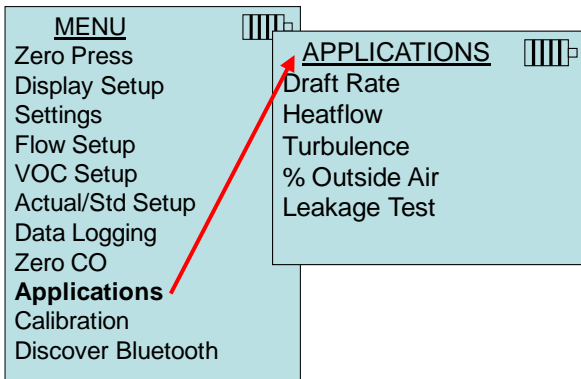 MENU
Zero Press
Display Setup
Settings
Flow Setup
VOC Setup
Actual/Std Setup
Data Logging
Zero CO
Applications
Calibration
Discover Bluetooth
APPLICATIONS
Draft Rate
Heatflow
Turbulence
% Outside Air
Leakage Test